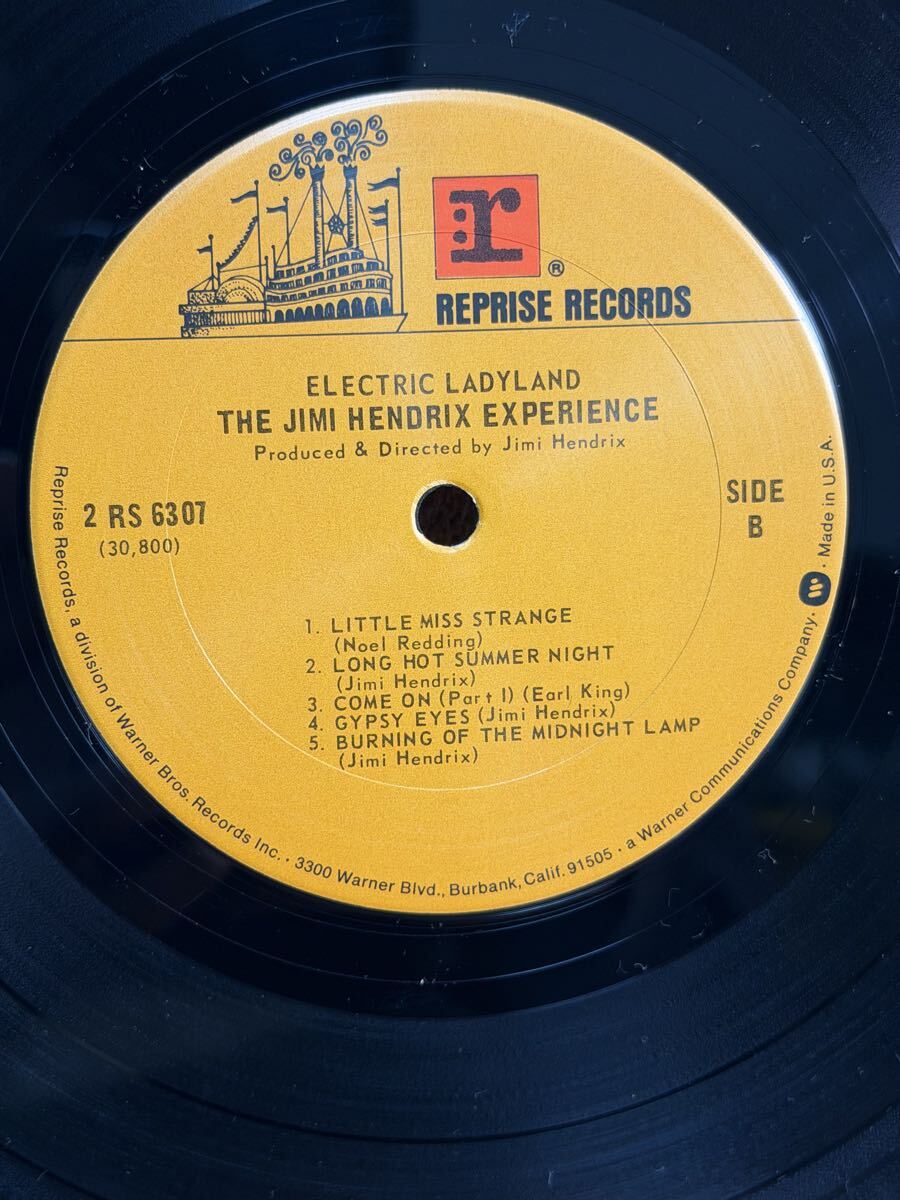 :r
®
REPRISE RECORDS
ELECTRIC LADYLAND
THE JIMI HENDRIX EXPERIENCE
Produced & Directed by Jimi Hendrix
2 RS 6307
(30,800)
SIDE
B
1. LITTLE MISS STRANGE
(Noel Redding)
2. LONG HOT SUMMER NIGHT
(Jimi Hendrix)
3. COME ON (Part I) (Earl King)
4. GYPSY EYES (Jimi Hendrix)
5. BURNING OF THE MIDNIGHT LAMP
(Jimi Hendrix)
Reprise Records, a division of Warner Bros. Records Inc. · 3300 Warner Blvd., Burbank, Calif. 91505 · a Warner Communications Company. · Made in U.S.A.